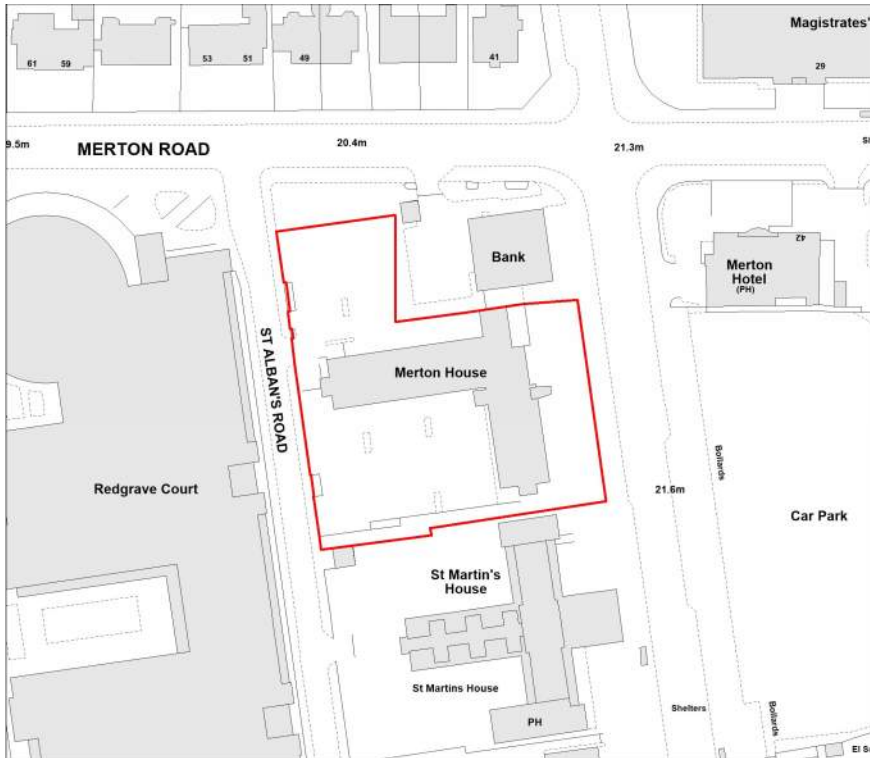 Magistrates'
61 59
53 51
49
41
29
9.5m
MERTON ROAD
20.4m
21.3m
42
Bank
Merton
Hotel
(PH)
ST ALBAN'S ROAD
Merton House
Bollards
Redgrave Court
21.6m
Car Park
St Martin's
House
St Martins House
Shelters
Bollards
PH